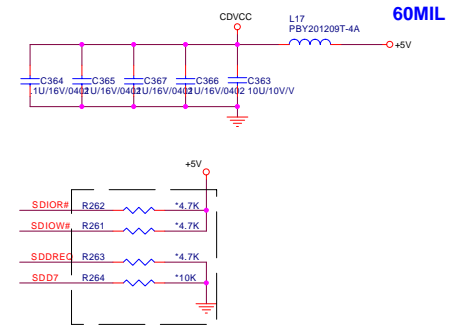 60MIL
CDVCC
L17
PBY201209T-4A
+5V
C364
C365
C367
C366
C363
.1U/16V/0402
.1U/16V/0402
.1U/16V/0402
.1U/16V/0402
10U/10V/V
+5V
SDIOR# R262 *4.7K
SDIOW# R261 *4.7K
SDDREQ R263 *4.7K
SDD7 R264 *10K